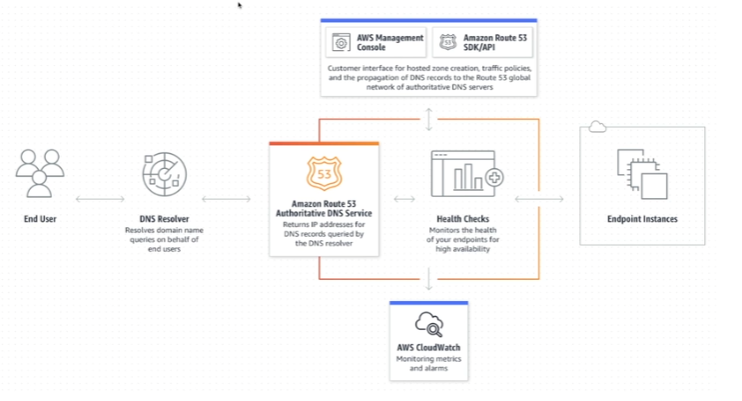 AWS Management
Console
53
Amazon Route 53
SDK/API
Customer interface for hosted zone creation, traffic policies,
and the propagation of DNS records to the Route 53 global
network of authoritative DNS servers
End User
DNS Resolver
Resolves domain name
queries on behalf of
end users
53
Amazon Route 53
Authoritative DNS Service
Returns IP addresses for
DNS records queried by
the DNS resolver
Health Checks
Monitors the health
of your endpoints for
high availability
Endpoint Instances
AWS CloudWatch
Monitoring metrics
and alarms